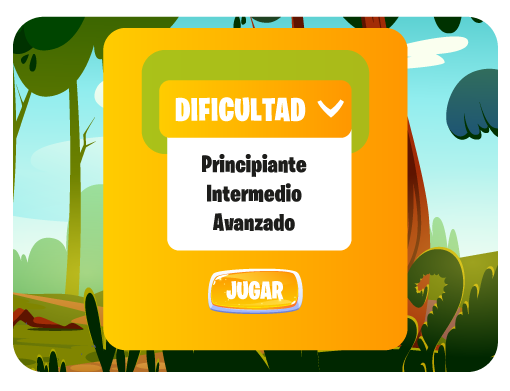 DIFICULTAD
Principiante
Intermedio
Avanzado
JUGAR